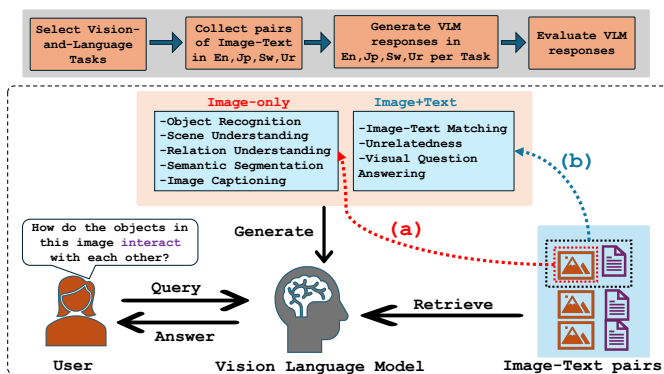 Select Vision-
and-Language
Tasks
Collect pairs
of Image-Text
in En,Jp,Sw,Ur
Generate VLM
responses in
En,Jp,Sw,Ur per Task
Evaluate VLM
responses
Image-only
-Object Recognition
-Scene Understanding
-Relation Understanding
-Semantic Segmentation
-Image Captioning
Image+Text
-Image-Text Matching
-Unrelatedness
-Visual Question
Answering
(b)
(a)
How do the objects in
this image interact
with each other?
Generate
Query
Answer
Retrieve
User
Vision Language Model
Image-Text pairs